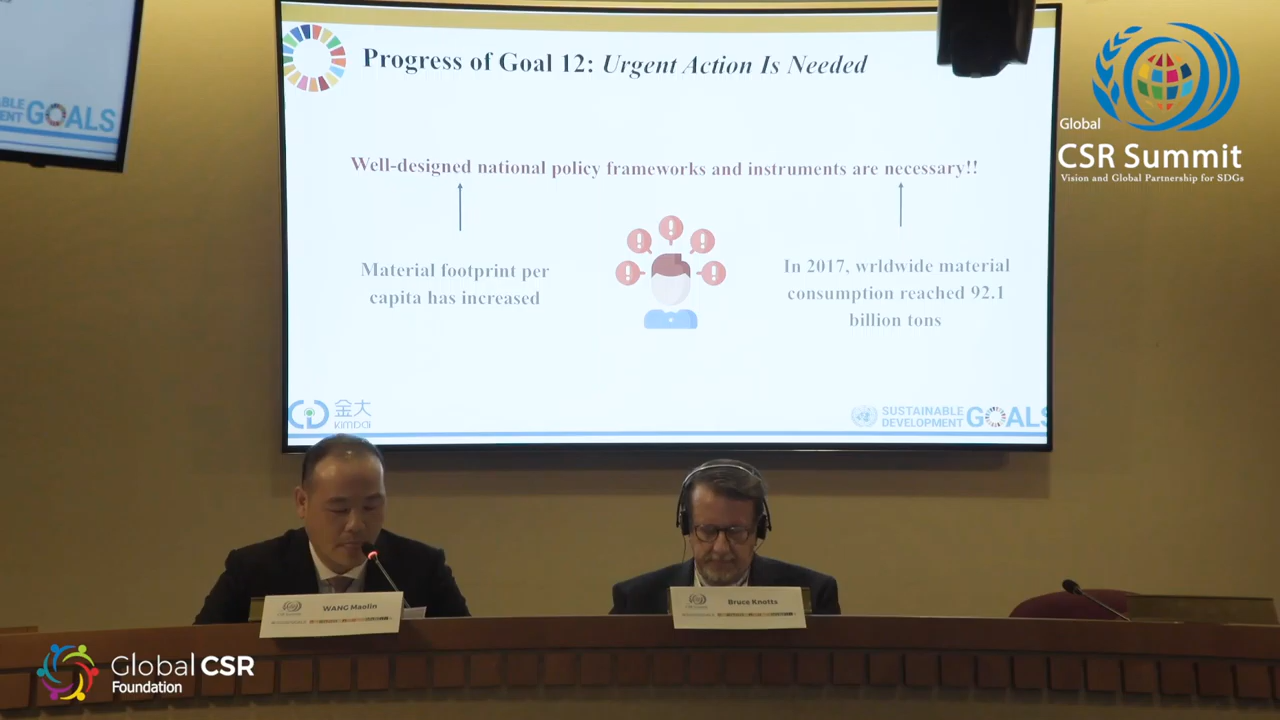 ABLE
ENT GOALS
Progress of Goal 12: Urgent Action Is Needed
Well-designed national policy frameworks and instruments are necessary!!
Material footprint per
capita has increased
In 2017, wrldwide material
consumption reached 92.1
billion tons
金大
KIMDAI
SUSTAINABLE
DEVELOPMENT
GOALS
Global
CSR Summit
Vision and Global Partnership for SDGs
WANG Maolin
Bruce Knotts
Global CSR
Foundation